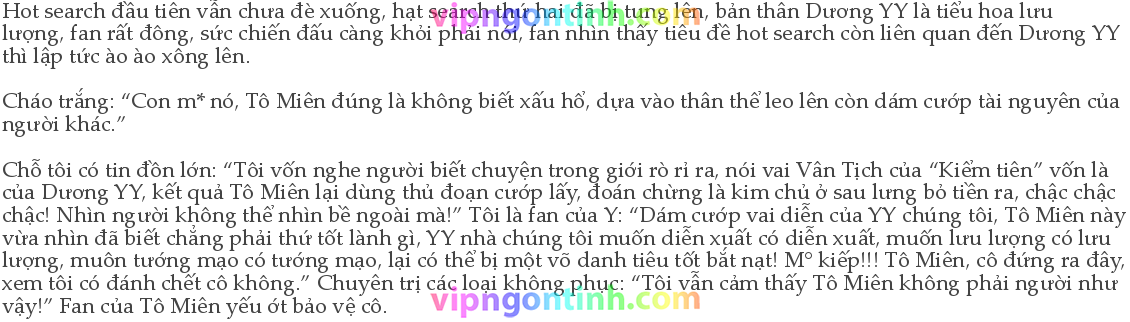 Hot search đầu tiên vẫn chưa đè xuống, hạt search thứ hai đã bị tung lên, bản thân Dương YY là tiểu hoa lưu
lượng, fan rất đông, sức chiến đấu càng khỏi phải nói, fan nhìn thấy tiêu đề hot search còn liên quan đến Dương YY
thì lập tức ào ào xông lên.
Cháo trắng: “Con m* nó, Tô Miên đúng là không biết xấu hổ, dựa vào thân thể leo lên còn dám cướp tài nguyên của
người khác.”
Chỗ tôi có tin đồn lớn: “Tôi vốn nghe người biết chuyện trong giới rò rỉ ra, nói vai Vân Tịch của “Kiểm tiên” vốn là
của Dương YY, kết quả Tô Miên lại dùng thủ đoạn cướp lấy, đoán chừng là kim chủ ở sau lưng bỏ tiền ra, chậc chậc
chậc! Nhìn người không thể nhìn bề ngoài mà!” Tôi là fan của Y: “Dám cướp vai diễn của YY chúng tôi, Tô Miên này
vừa nhìn đã biết chẳng phải thứ tốt lành gì, YY nhà chúng tôi muốn diễn xuất có diễn xuất, muốn lưu lượng có lưu
lượng, muôn tướng mạo có tướng mạo, lại có thể bị một võ danh tiêu tốt bắt nạt! M° kiếp!!! Tô Miên, cô đứng ra đây,
xem tôi có đánh chết cô không.” Chuyên trị các loại không phục: “Tôi vẫn cảm thấy Tô Miên không phải người như
vậy!” Fan của Tô Miên yếu ớt bảo vệ cô.
vipngontinh.com
vipngontinh.com